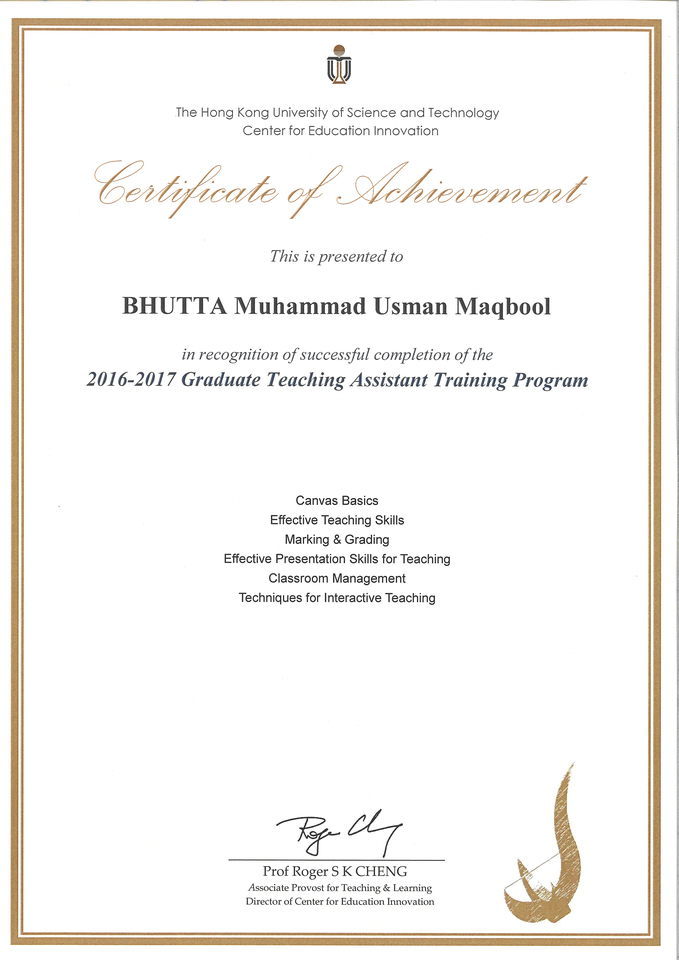 The Hong Kong University of Science and Technology
Center for Education Innovation
Certificate of Achievement
This is presented to
BHUTTA Muhammad Usman Maqbool
in recognition of successful completion of the
2016-2017 Graduate Teaching Assistant Training Program
Canvas Basics
Effective Teaching Skills
Marking & Grading
Effective Presentation Skills for Teaching
Classroom Management
Techniques for Interactive Teaching
Prof Roger S K CHENG
Associate Provost for Teaching & Learning
Director of Center for Education Innovation